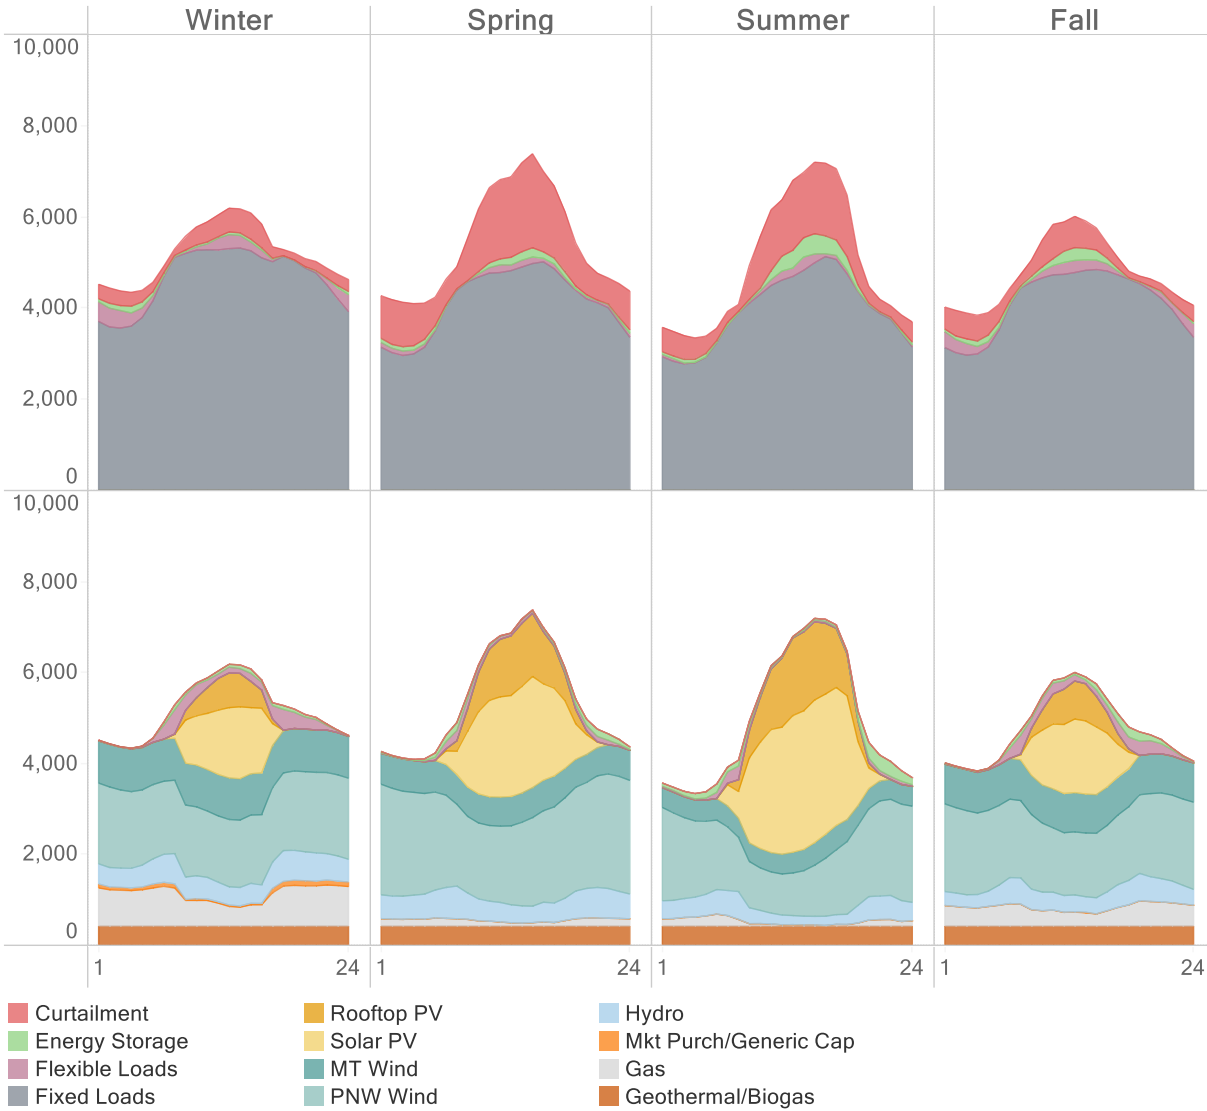 Winter Spring Summer Fall
10,000
8,000
6,000
4,000
2,000
0
10,000
8,000
6,000
4,000
2,000
0
1 24 1 24 1 24 1 24
Curtailment Rooftop PV Hydro
Energy Storage Solar PV Mkt Purch/Generic Cap
Flexible Loads MT Wind Gas
Fixed Loads PNW Wind Geothermal/Biogas